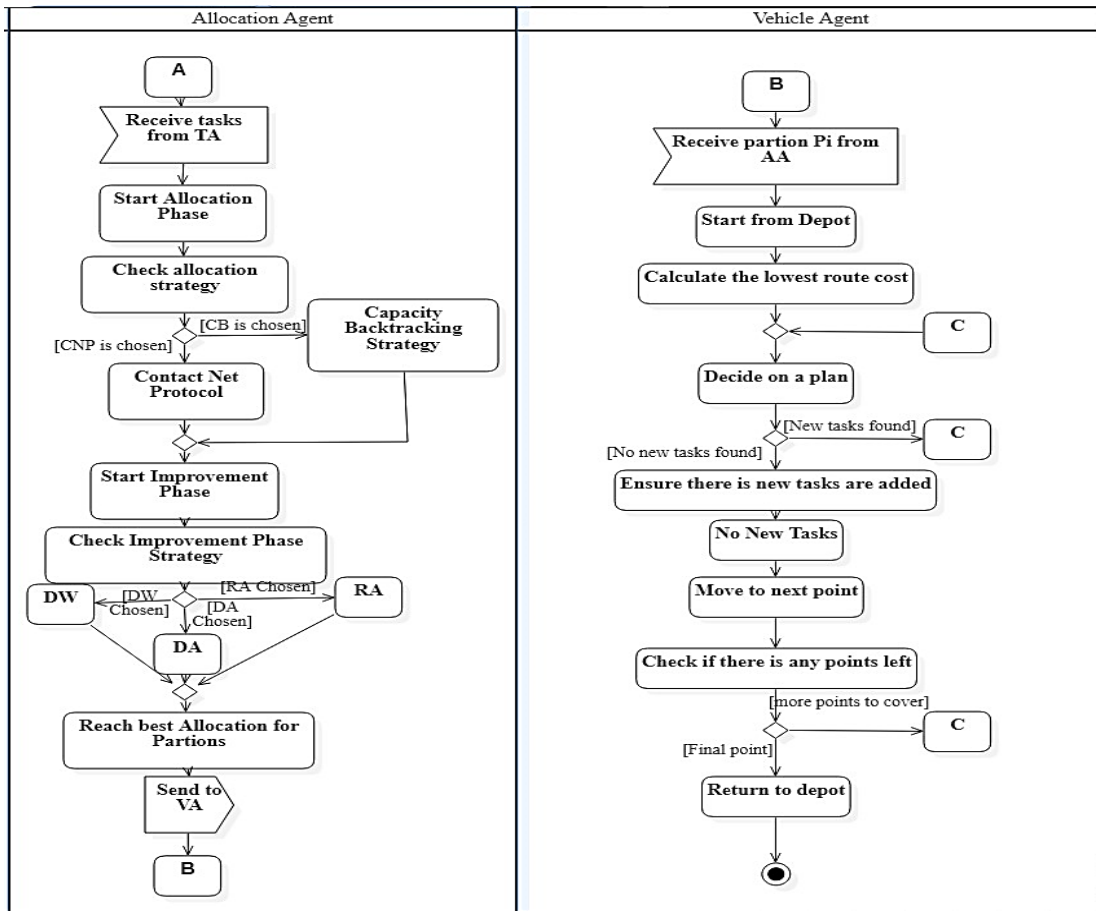 Allocation Agent
A
Receive tasks
from TA
Start Allocation
Phase
Check allocation
strategy
[CB is chosen]
Capacity
Backtracking
Strategy
[CNP is chosen]
Contact Net
Protocol
Start Improvement
Phase
Check Improvement Phase
Strategy
DW
[DW
Chosen]
[RA Chosen]
RA
[DA
Chosen]
DA
Reach best Allocation for
Partions
Send to
VA
B
Vehicle Agent
B
Receive partion Pi from
AA
Start from Depot
Calculate the lowest route cost
C
Decide on a plan
[New tasks found]
C
[No new tasks found]
Ensure there is new tasks are added
No New Tasks
Move to next point
Check if there is any points left
[more points to cover]
C
[Final point]
Return to depot